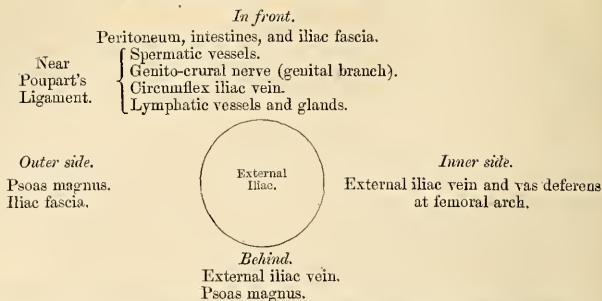 In front.
Peritoneum, intestines, and iliac fascia.
Near
Poupart's
Ligament.
Spermatic vessels.
Genito-crural nerve (genital branch).
Circumflex iliac vein.
Lymphatic vessels and glands.
Outer side.
Psoas magnus.
Iliac fascia.
External
Iliac.
Inner side.
External iliac vein and vas deferens
at femoral arch.
Behind.
External iliac vein.
Psoas magnus.